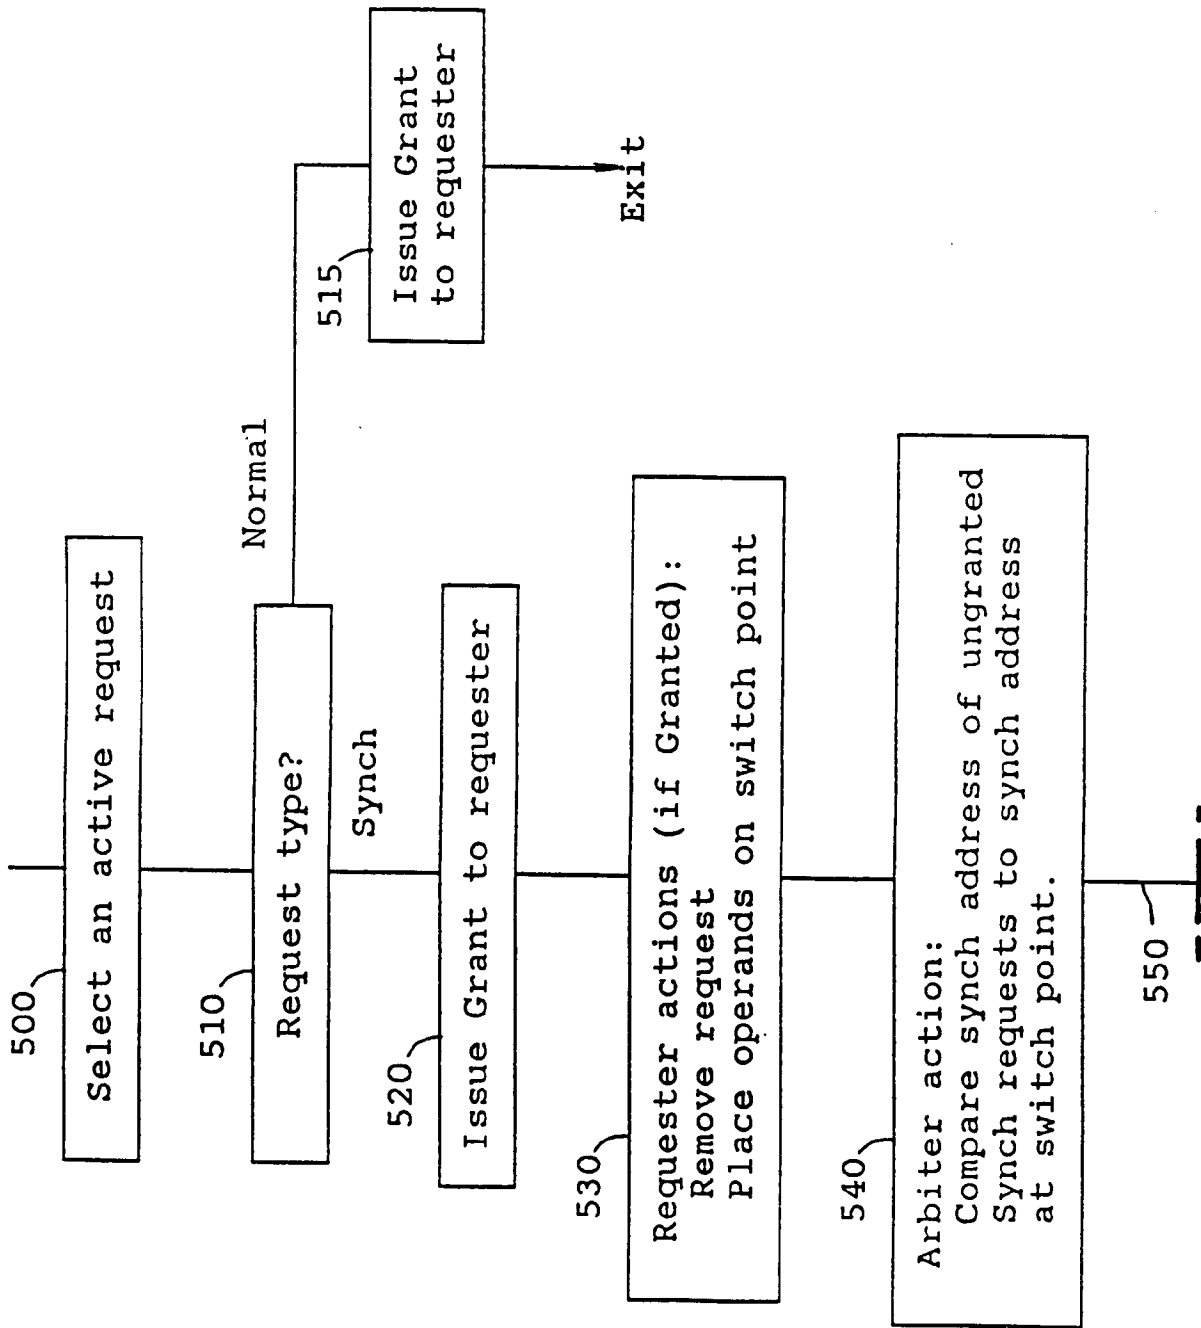 500
Select an active request
510
Request type?
Normal
515
Issue Grant
to requester
Exit
Synch
520
Issue Grant to requester
530
Requester actions (if Granted):
Remove request
Place operands on switch point
540
Arbiter action:
Compare synch address of ungranted
Synch requests to synch address
at switch point.
550